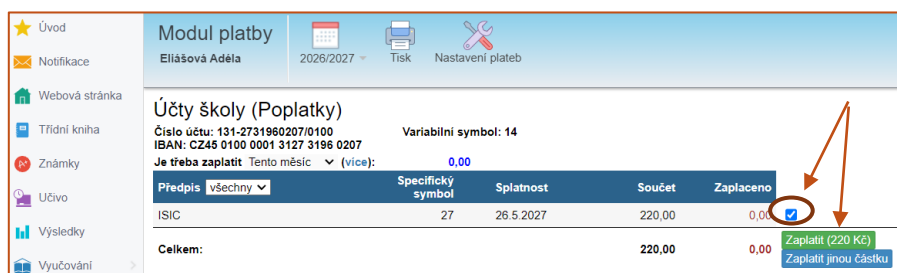 Úvod
Notifikace
Webová stránka
Třídní kniha
Známky
Učivo
Výsledky
Vyučování
Modul platby
Eliášová Adéla
2026/2027
Tisk
Nastavení plateb
Účty školy (Poplatky)
Číslo účtu: 131-2731960207/0100 Variabilní symbol: 14
IBAN: CZ45 0100 0001 3127 3196 0207
Je třeba zaplatit Tento měsíc (více): 0,00
Předpis všechny Specifický symbol Splatnost Součet Zaplaceno
ISIC 27 26.5.2027 220,00 0,00
Celkem: 220,00 0,00
Zaplatit (220 Kč)
Zaplatit jinou částku